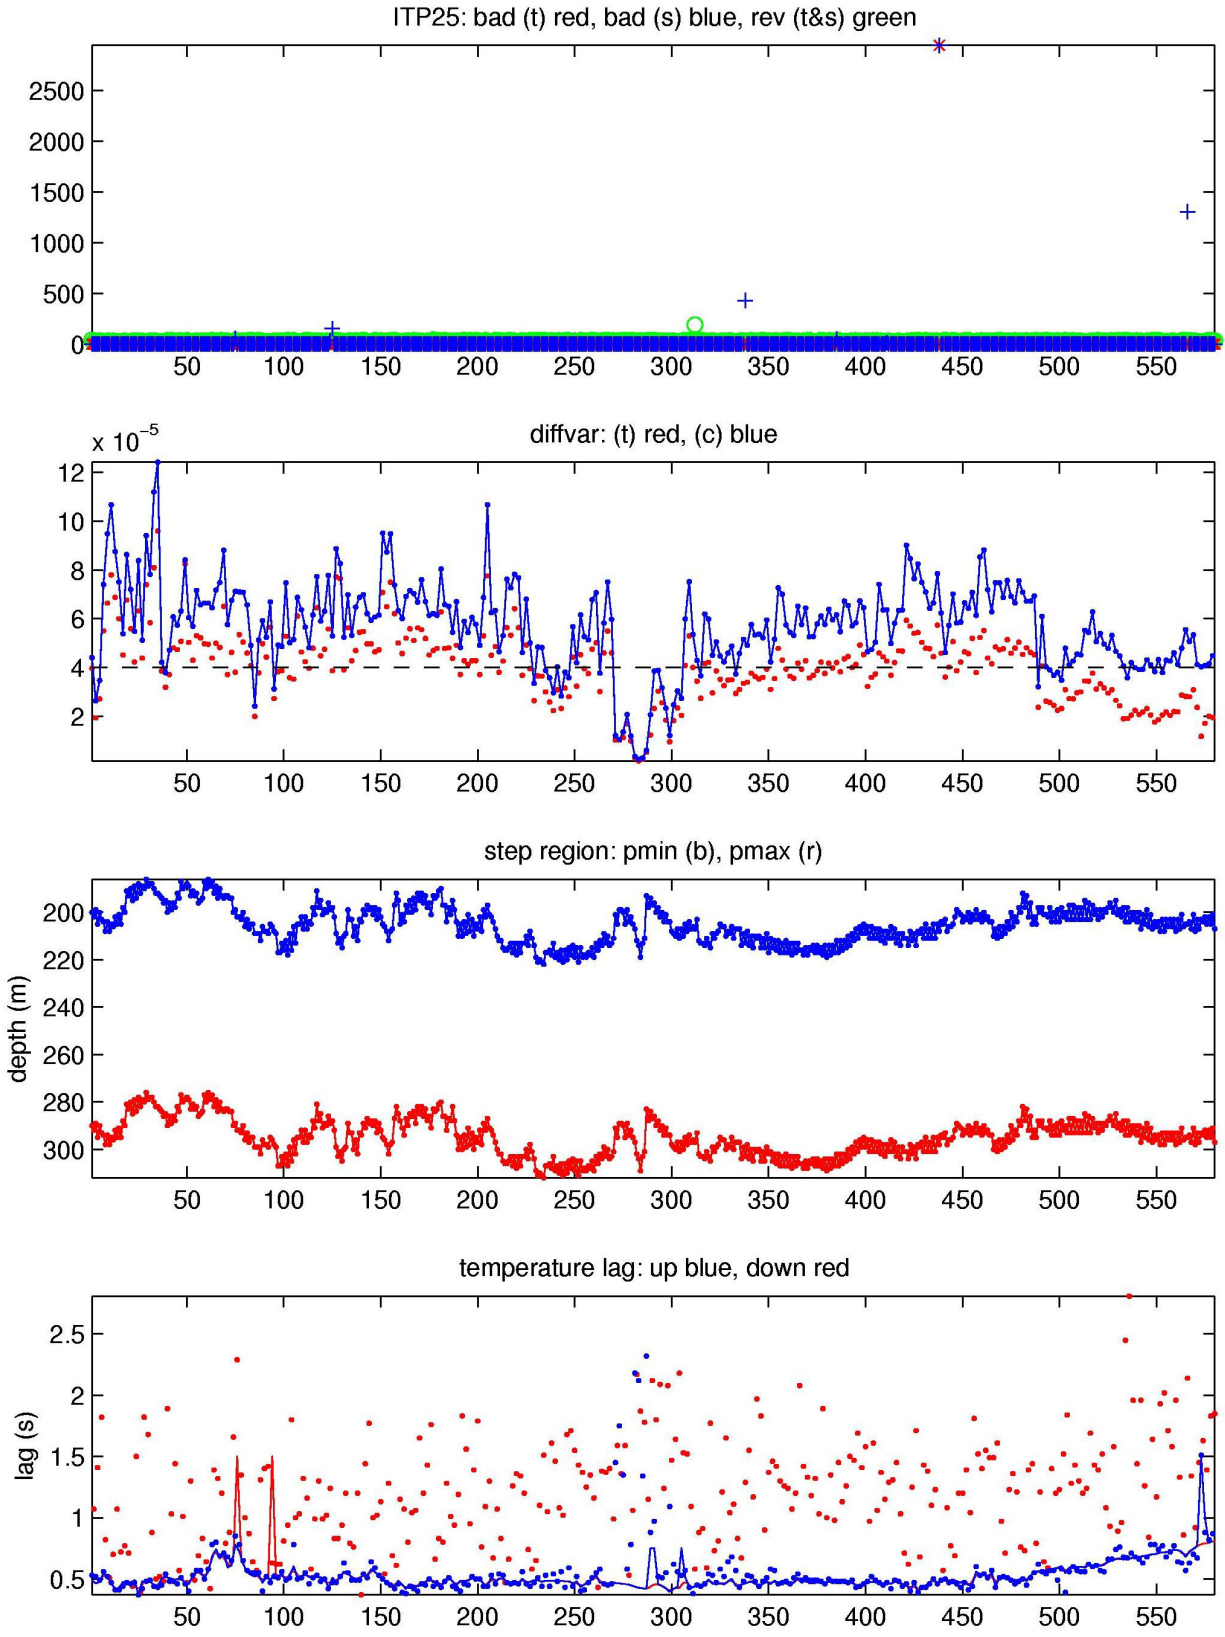 ITP25: bad (t) red, bad (s) blue, rev (t&s) green
2500
2000
1500
1000
500
0
50 100 150 200 250 300 350 400 450 500 550
x 10⁻⁵
diffvar: (t) red, (c) blue
12
10
8
6
4
2
50 100 150 200 250 300 350 400 450 500 550
step region: pmin (b), pmax (r)
depth (m)
200
220
240
260
280
300
50 100 150 200 250 300 350 400 450 500 550
temperature lag: up blue, down red
lag (s)
2.5
2
1.5
1
0.5
50 100 150 200 250 300 350 400 450 500 550